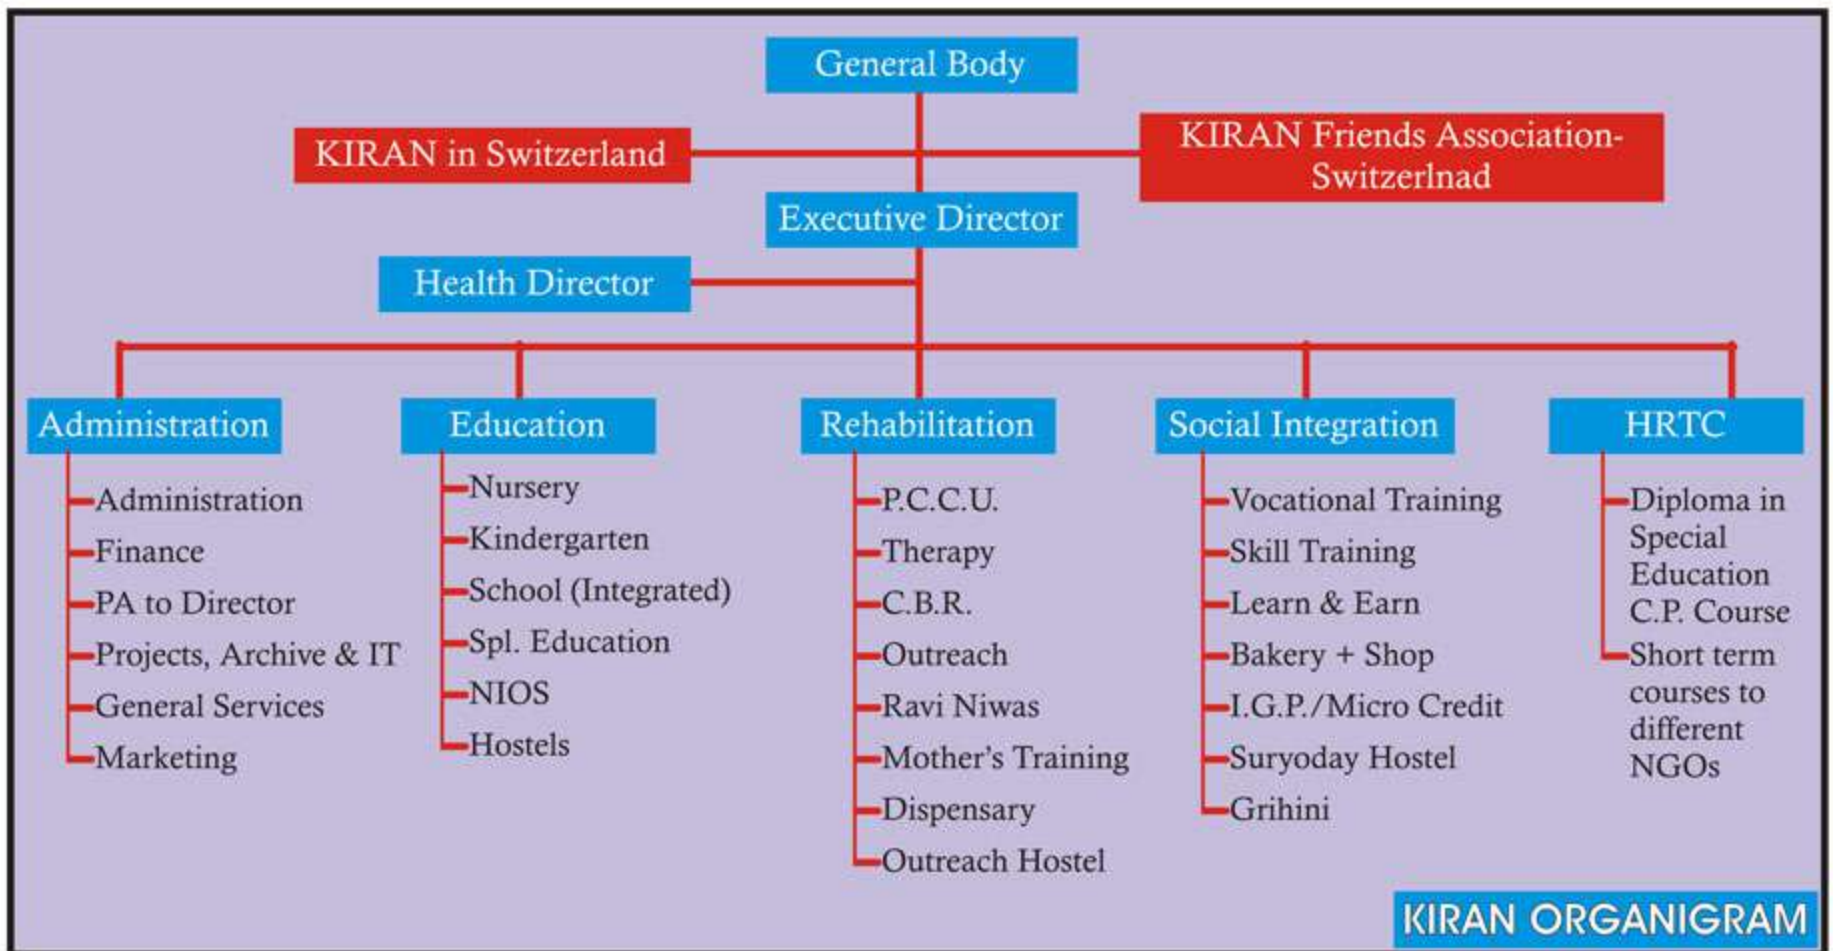 General Body
KIRAN in Switzerland
KIRAN Friends Association-
Switzerlnad
Executive Director
Health Director
Administration
Administration
Finance
PA to Director
Projects, Archive & IT
General Services
Marketing
Education
Nursery
Kindergarten
School (Integrated)
Spl. Education
NIOS
Hostels
Rehabilitation
P.C.C.U.
Therapy
C.B.R.
Outreach
Ravi Niwas
Mother's Training
Dispensary
Outreach Hostel
Social Integration
Vocational Training
Skill Training
Learn & Earn
Bakery + Shop
I.G.P./Micro Credit
Suryoday Hostel
Grihini
HRTC
Diploma in
Special
Education
C.P. Course
Short term
courses to
different
NGOs
KIRAN ORGANIGRAM